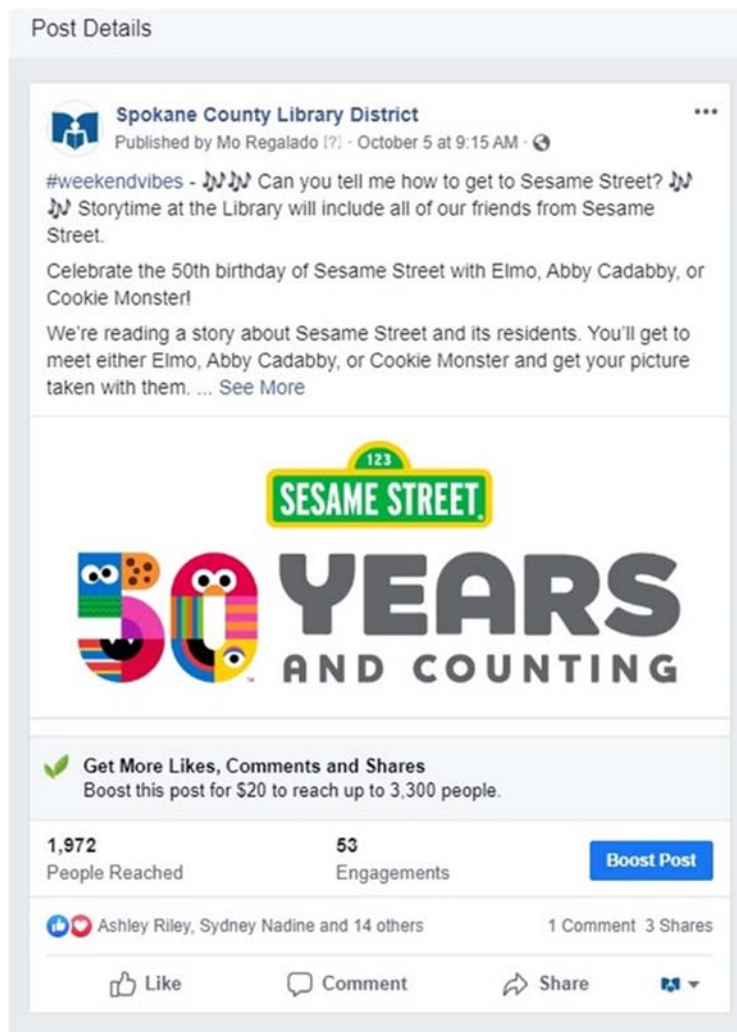 Post Details
Spokane County Library District
Published by Mo Regalado [?] · October 5 at 9:15 AM ·
#weekendvibes - 🎶🎶 Can you tell me how to get to Sesame Street? 🎶
🎶 Storytime at the Library will include all of our friends from Sesame
Street.
Celebrate the 50th birthday of Sesame Street with Elmo, Abby Cadabby, or
Cookie Monster!
We're reading a story about Sesame Street and its residents. You'll get to
meet either Elmo, Abby Cadabby, or Cookie Monster and get your picture
taken with them. ... See More
123
SESAME STREET
50 YEARS
AND COUNTING
Get More Likes, Comments and Shares
Boost this post for $20 to reach up to 3,300 people.
1,972 53
People Reached Engagements Boost Post
Ashley Riley, Sydney Nadine and 14 others 1 Comment 3 Shares
Like Comment Share